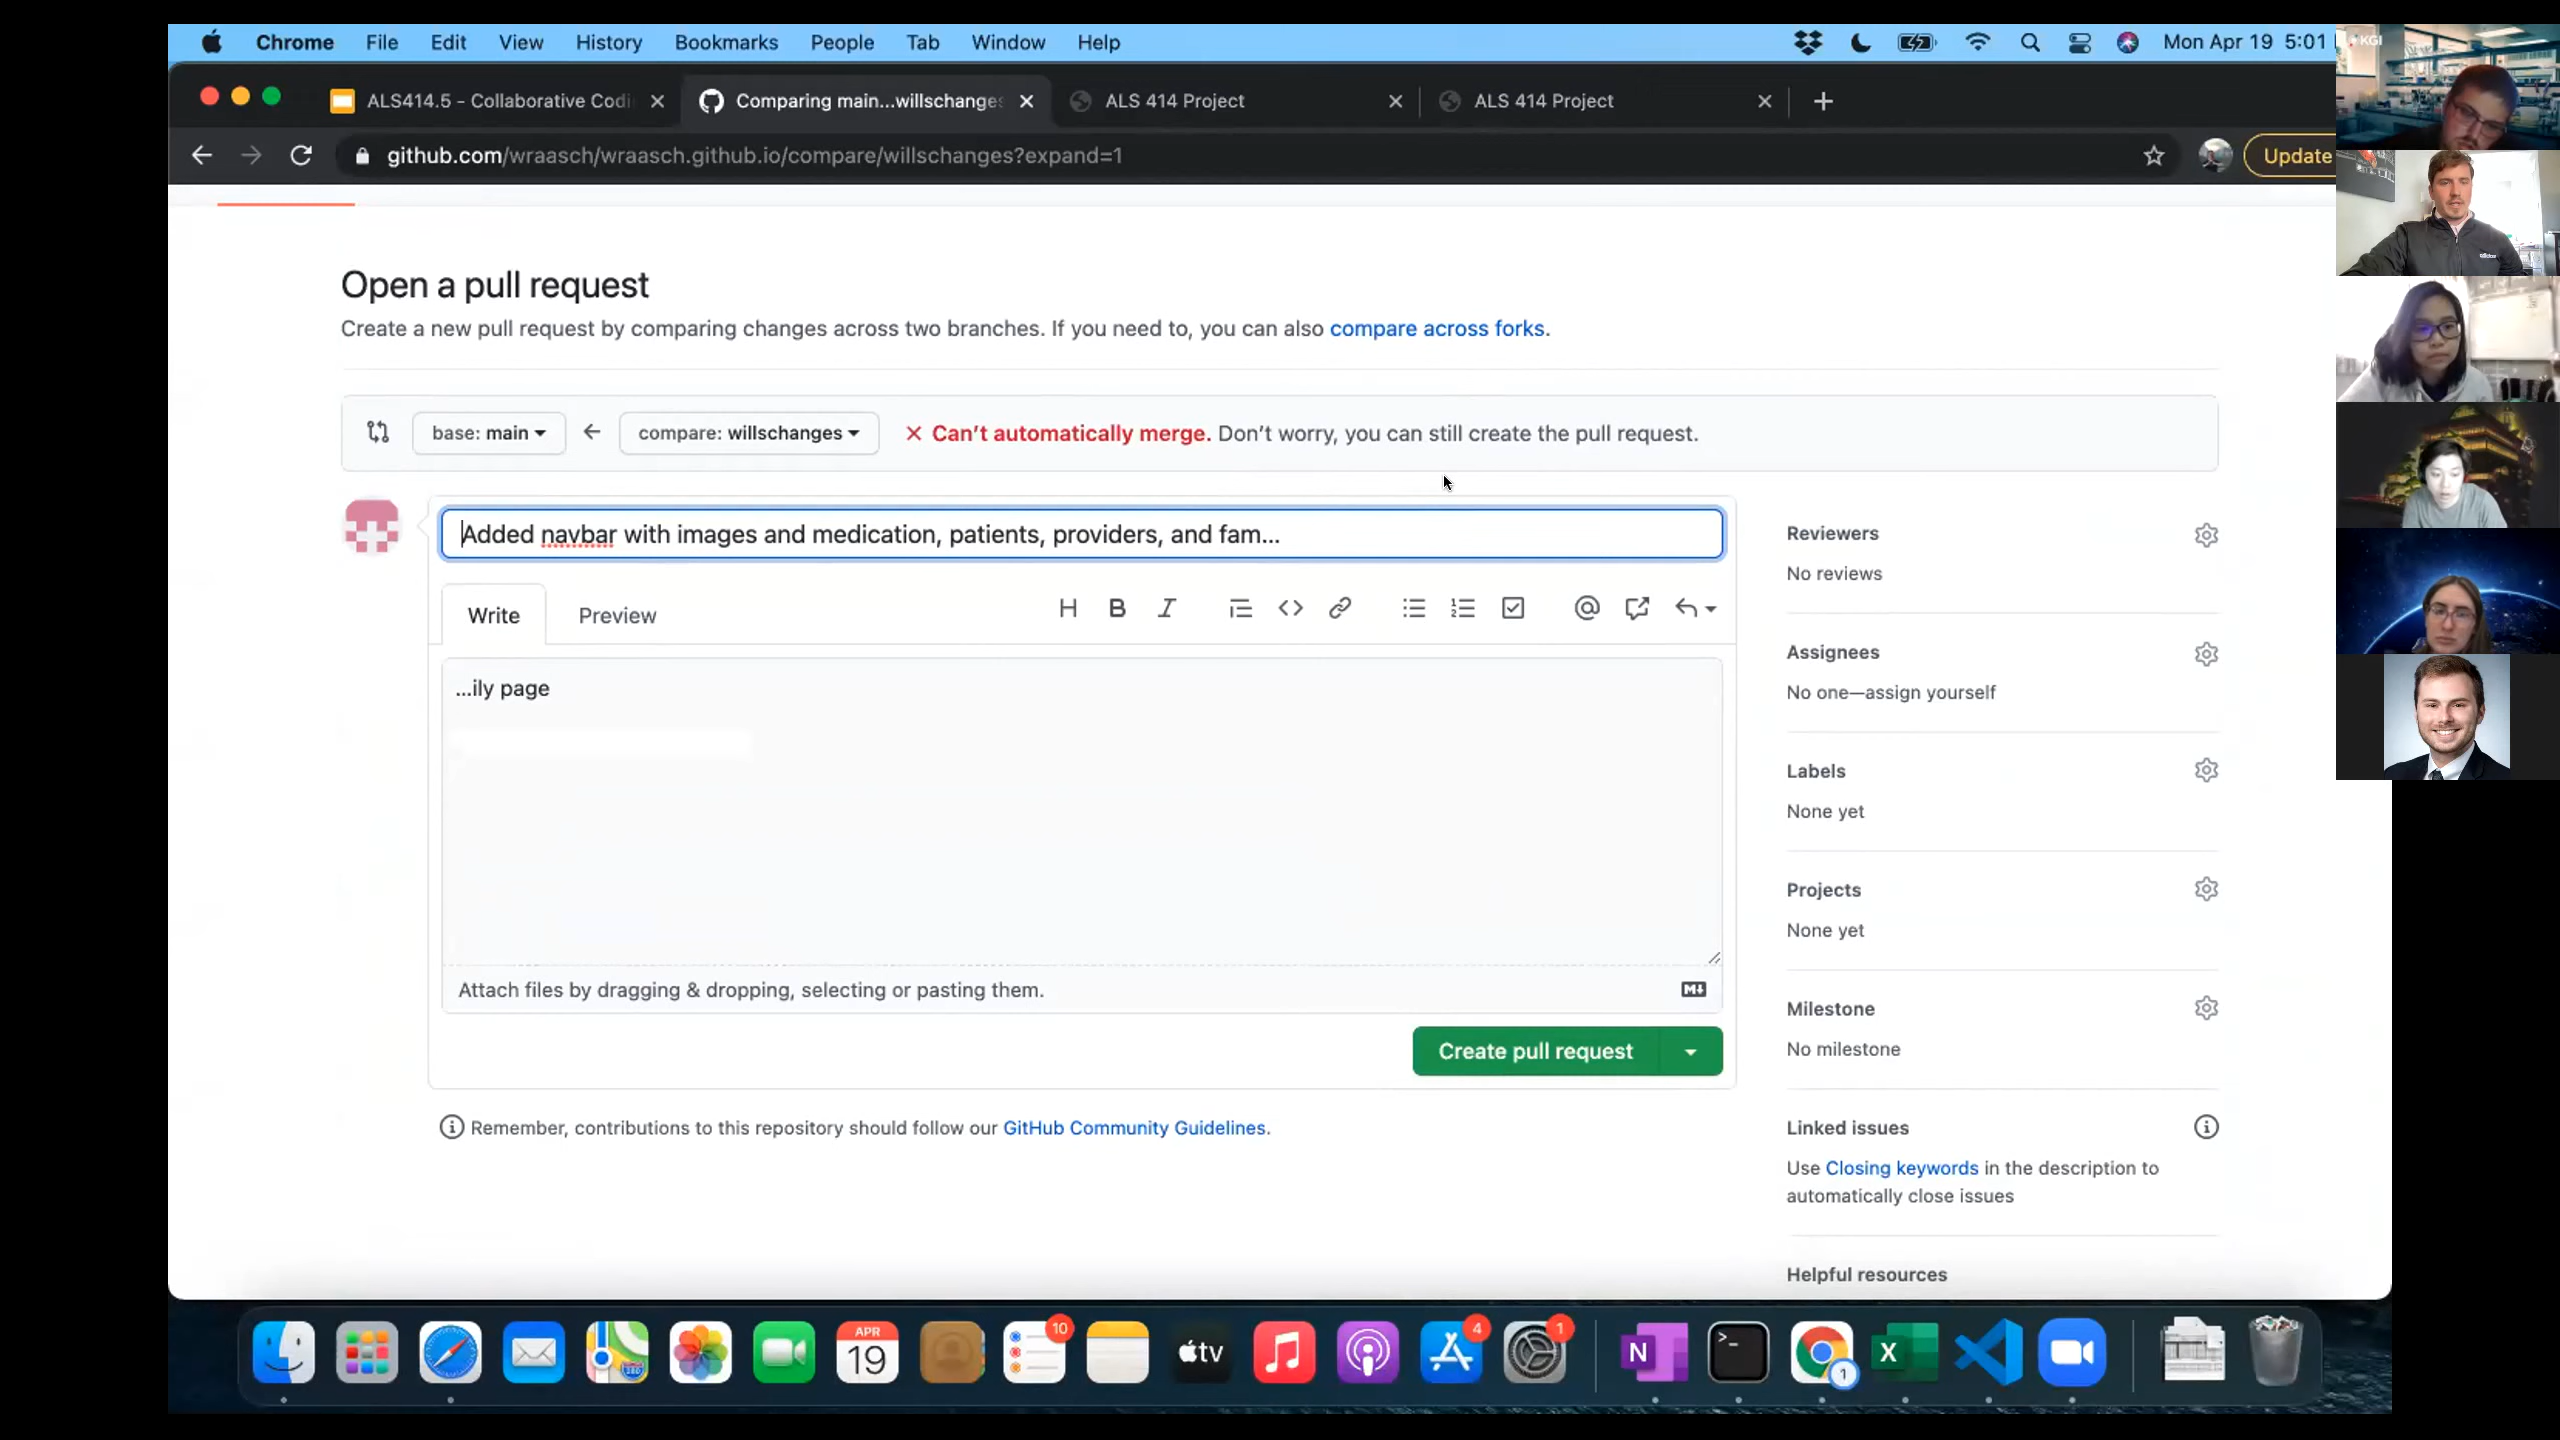 Chrome File Edit View History Bookmarks People Tab Window Help Mon Apr 19 5:01
KGI
ALS414.5 - Collaborative Codi
Comparing main...willschanges
ALS 414 Project
ALS 414 Project
github.com/wraasch/wraasch.github.io/compare/willschanges?expand=1
Update
Open a pull request
Create a new pull request by comparing changes across two branches. If you need to, you can also compare across forks.
base: main
compare: willschanges
Can't automatically merge. Don't worry, you can still create the pull request.
Added navbar with images and medication, patients, providers, and fam...
Write
Preview
...ily page
Attach files by dragging & dropping, selecting or pasting them.
Create pull request
Remember, contributions to this repository should follow our GitHub Community Guidelines.
Reviewers
No reviews
Assignees
No one—assign yourself
Labels
None yet
Projects
None yet
Milestone
No milestone
Linked issues
Use Closing keywords in the description to
automatically close issues
Helpful resources
adidas
APR
19
10
tv
4
1
N
1
X